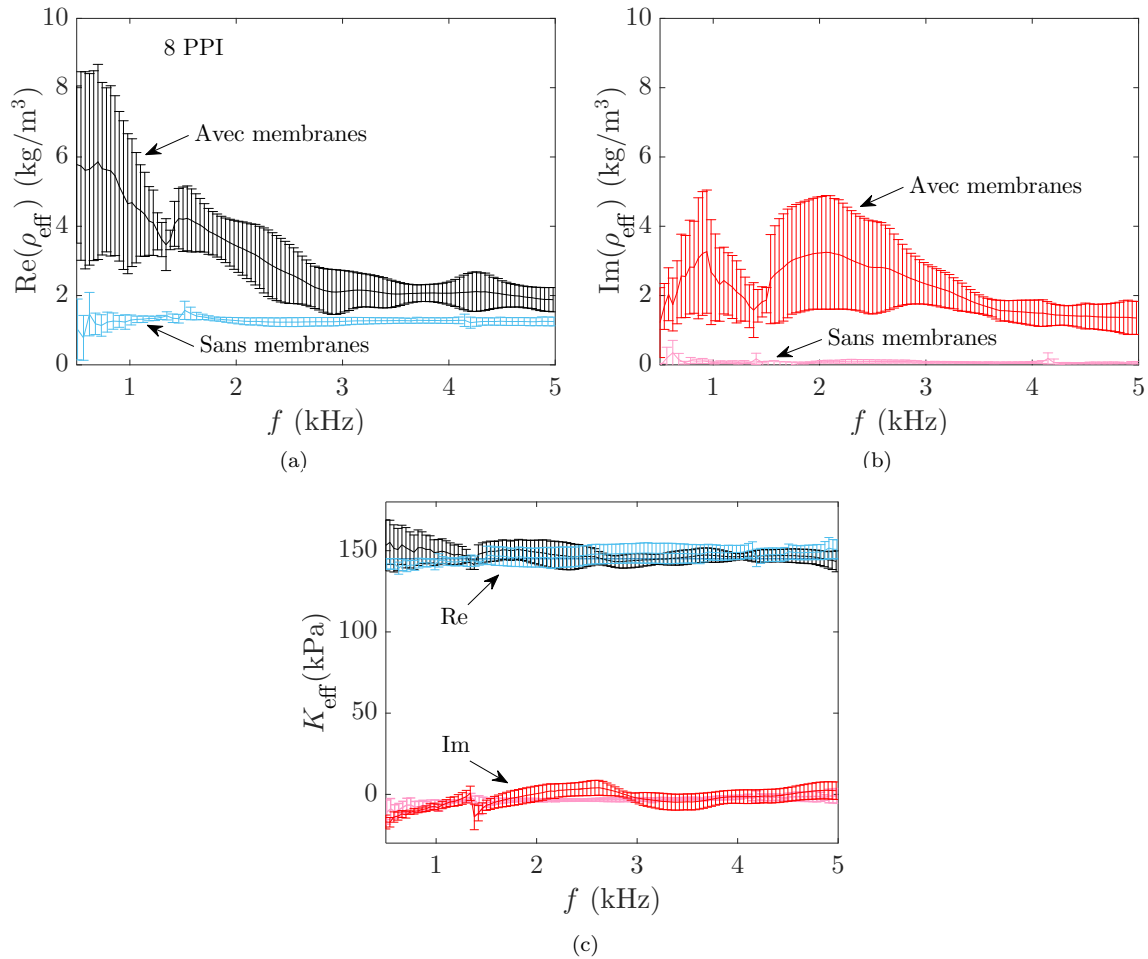 10
8
6
4
2
0
Re(ρeff) (kg/m³)
8 PPI
Avec membranes
Sans membranes
1 2 3 4 5
f (kHz)
(a)
10
8
6
4
2
0
Im(ρeff) (kg/m³)
Avec membranes
Sans membranes
1 2 3 4 5
f (kHz)
(b)
150
100
50
0
Keff(kPa)
Re
Im
1 2 3 4 5
f (kHz)
(c)